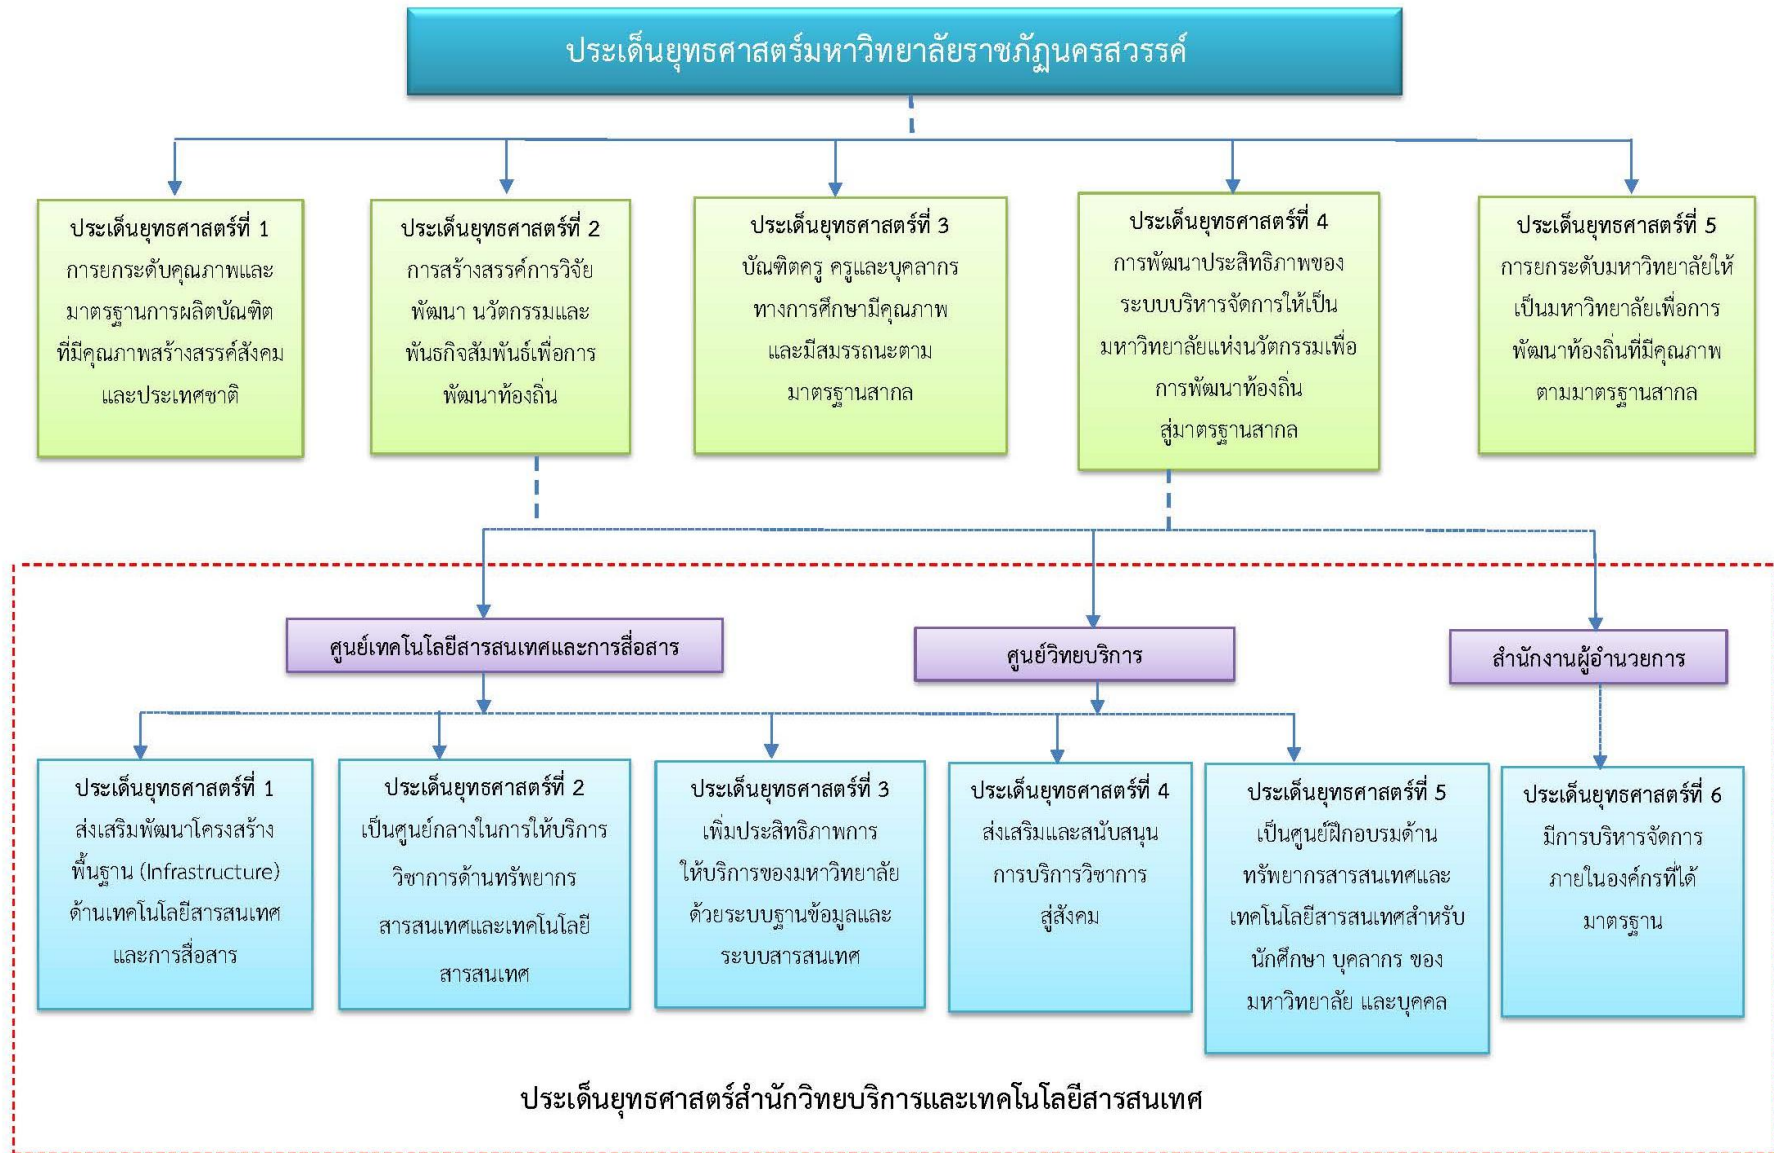 ประเด็นยุทธศาสตร์มหาวิทยาลัยราชภัฏนครสวรรค์
ประเด็นยุทธศาสตร์ที่ 1
การยกระดับคุณภาพและ
มาตรฐานการผลิตบัณฑิต
ที่มีคุณภาพสร้างสรรค์สังคม
และประเทศชาติ
ประเด็นยุทธศาสตร์ที่ 2
การสร้างสรรค์การวิจัย
พัฒนา นวัตกรรมและ
พันธกิจสัมพันธ์เพื่อการ
พัฒนาท้องถิ่น
ประเด็นยุทธศาสตร์ที่ 3
บัณฑิตครู ครูและบุคลากร
ทางการศึกษามีคุณภาพ
และมีสมรรถนะตาม
มาตรฐานสากล
ประเด็นยุทธศาสตร์ที่ 4
การพัฒนาประสิทธิภาพของ
ระบบบริหารจัดการให้เป็น
มหาวิทยาลัยแห่งนวัตกรรมเพื่อ
การพัฒนาท้องถิ่น
สู่มาตรฐานสากล
ประเด็นยุทธศาสตร์ที่ 5
การยกระดับมหาวิทยาลัยให้
เป็นมหาวิทยาลัยเพื่อการ
พัฒนาท้องถิ่นที่มีคุณภาพ
ตามมาตรฐานสากล
ศูนย์เทคโนโลยีสารสนเทศและการสื่อสาร
ศูนย์วิทยบริการ
สำนักงานผู้อำนวยการ
ประเด็นยุทธศาสตร์ที่ 1
ส่งเสริมพัฒนาโครงสร้าง
พื้นฐาน (Infrastructure)
ด้านเทคโนโลยีสารสนเทศ
และการสื่อสาร
ประเด็นยุทธศาสตร์ที่ 2
เป็นศูนย์กลางในการให้บริการ
วิชาการด้านทรัพยากร
สารสนเทศและเทคโนโลยี
สารสนเทศ
ประเด็นยุทธศาสตร์ที่ 3
เพิ่มประสิทธิภาพการ
ให้บริการของมหาวิทยาลัย
ด้วยระบบฐานข้อมูลและ
ระบบสารสนเทศ
ประเด็นยุทธศาสตร์ที่ 4
ส่งเสริมและสนับสนุน
การบริการวิชาการ
สู่สังคม
ประเด็นยุทธศาสตร์ที่ 5
เป็นศูนย์ฝึกอบรมด้าน
ทรัพยากรสารสนเทศและ
เทคโนโลยีสารสนเทศสำหรับ
นักศึกษา บุคลากร ของ
มหาวิทยาลัย และบุคคล
ประเด็นยุทธศาสตร์ที่ 6
มีการบริหารจัดการ
ภายในองค์กรที่ได้
มาตรฐาน
ประเด็นยุทธศาสตร์สำนักวิทยบริการและเทคโนโลยีสารสนเทศ